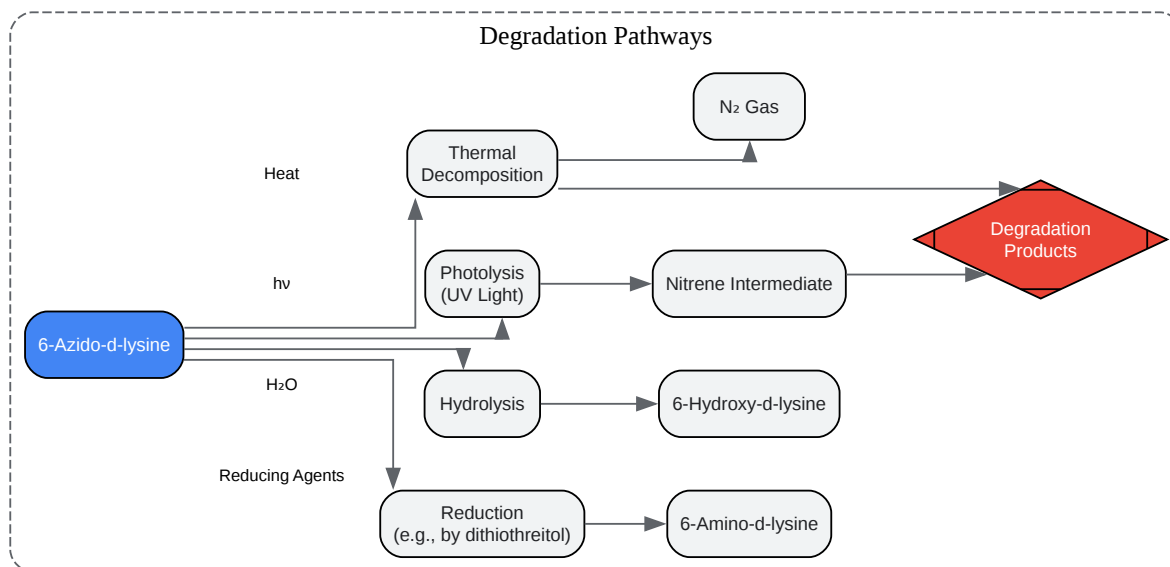 Degradation Pathways
N₂ Gas
Thermal
Decomposition
Heat
Degradation
Products
Photolysis
(UV Light)
Nitrene Intermediate
hν
6-Azido-d-lysine
H₂O
Hydrolysis
6-Hydroxy-d-lysine
Reducing Agents
Reduction
(e.g., by dithiothreitol)
6-Amino-d-lysine